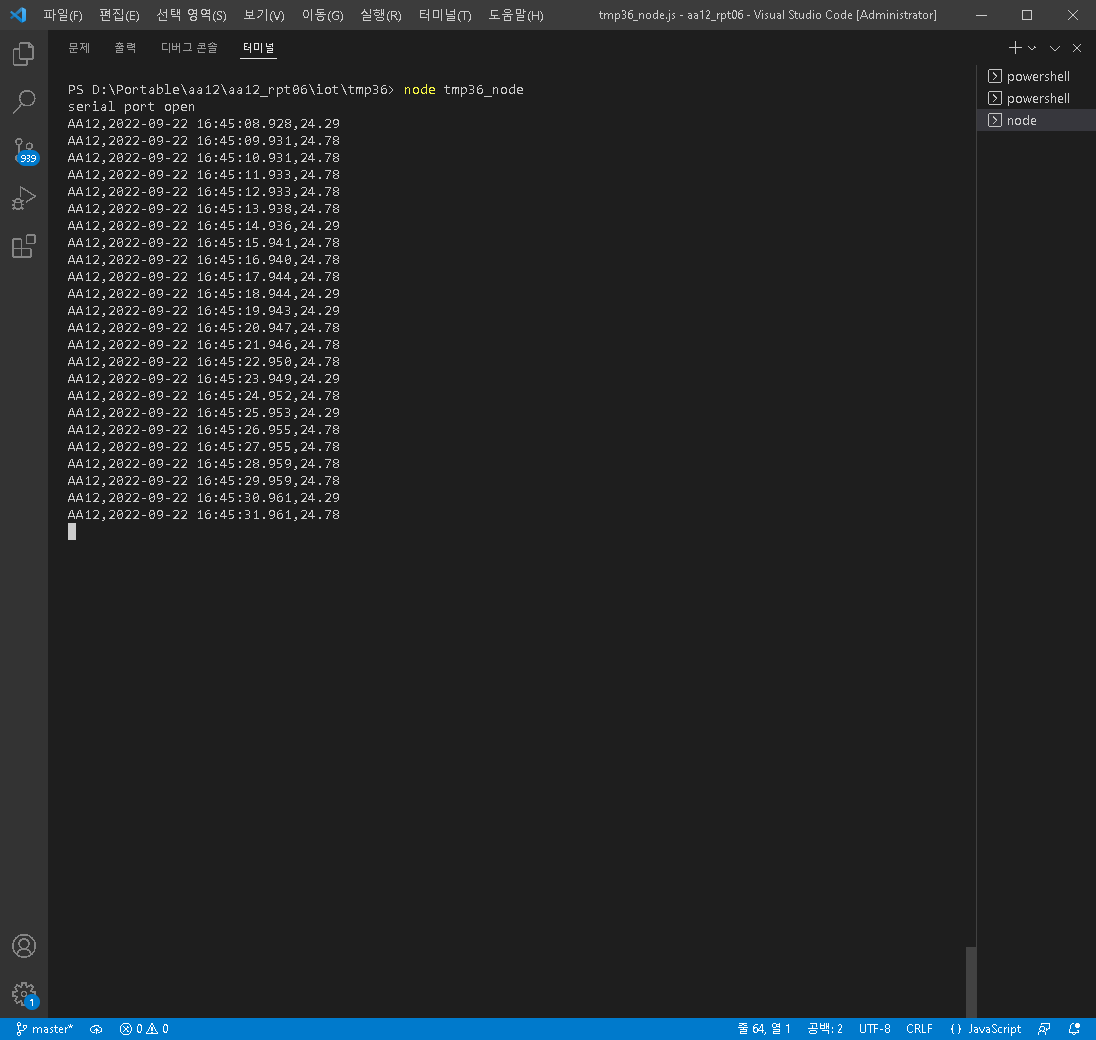 파일(F) 편집(E) 선택 영역(S) 보기(V) 이동(G) 실행(R) 터미널(T) 도움말(H) tmp36_node.js - aa12_rpt06 - Visual Studio Code [Administrator]
문제 출력 디버그 콘솔 터미널
PS D:\Portable\aa12\aa12_rpt06\iot\tmp36> node tmp36_node
serial port open
AA12,2022-09-22 16:45:08.928,24.29
AA12,2022-09-22 16:45:09.931,24.78
AA12,2022-09-22 16:45:10.931,24.78
AA12,2022-09-22 16:45:11.933,24.78
AA12,2022-09-22 16:45:12.933,24.78
AA12,2022-09-22 16:45:13.938,24.78
AA12,2022-09-22 16:45:14.936,24.29
AA12,2022-09-22 16:45:15.941,24.78
AA12,2022-09-22 16:45:16.940,24.78
AA12,2022-09-22 16:45:17.944,24.78
AA12,2022-09-22 16:45:18.944,24.29
AA12,2022-09-22 16:45:19.943,24.29
AA12,2022-09-22 16:45:20.947,24.78
AA12,2022-09-22 16:45:21.946,24.78
AA12,2022-09-22 16:45:22.950,24.78
AA12,2022-09-22 16:45:23.949,24.29
AA12,2022-09-22 16:45:24.952,24.78
AA12,2022-09-22 16:45:25.953,24.29
AA12,2022-09-22 16:45:26.955,24.78
AA12,2022-09-22 16:45:27.955,24.78
AA12,2022-09-22 16:45:28.959,24.78
AA12,2022-09-22 16:45:29.959,24.78
AA12,2022-09-22 16:45:30.961,24.29
AA12,2022-09-22 16:45:31.961,24.78
powershell
powershell
node
939
1
master* 0 0 줄 64, 열 1 공백: 2 UTF-8 CRLF {} JavaScript